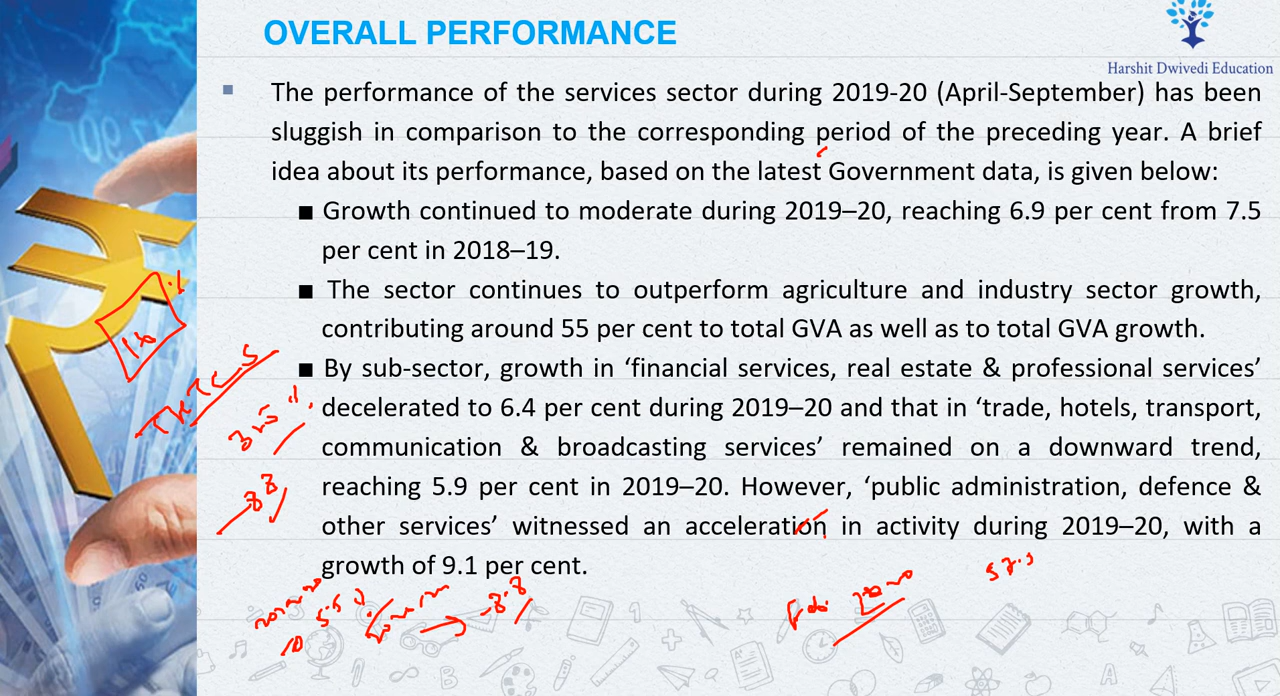 OVERALL PERFORMANCE
Harshit Dwivedi Education
The performance of the services sector during 2019-20 (April-September) has been
sluggish in comparison to the corresponding period of the preceding year. A brief
idea about its performance, based on the latest Government data, is given below:
■ Growth continued to moderate during 2019–20, reaching 6.9 per cent from 7.5
per cent in 2018–19.
■ The sector continues to outperform agriculture and industry sector growth,
contributing around 55 per cent to total GVA as well as to total GVA growth.
■ By sub-sector, growth in ‘financial services, real estate & professional services’
decelerated to 6.4 per cent during 2019–20 and that in ‘trade, hotels, transport,
communication & broadcasting services’ remained on a downward trend,
reaching 5.9 per cent in 2019–20. However, ‘public administration, defence &
other services’ witnessed an acceleration in activity during 2019–20, with a
growth of 9.1 per cent.